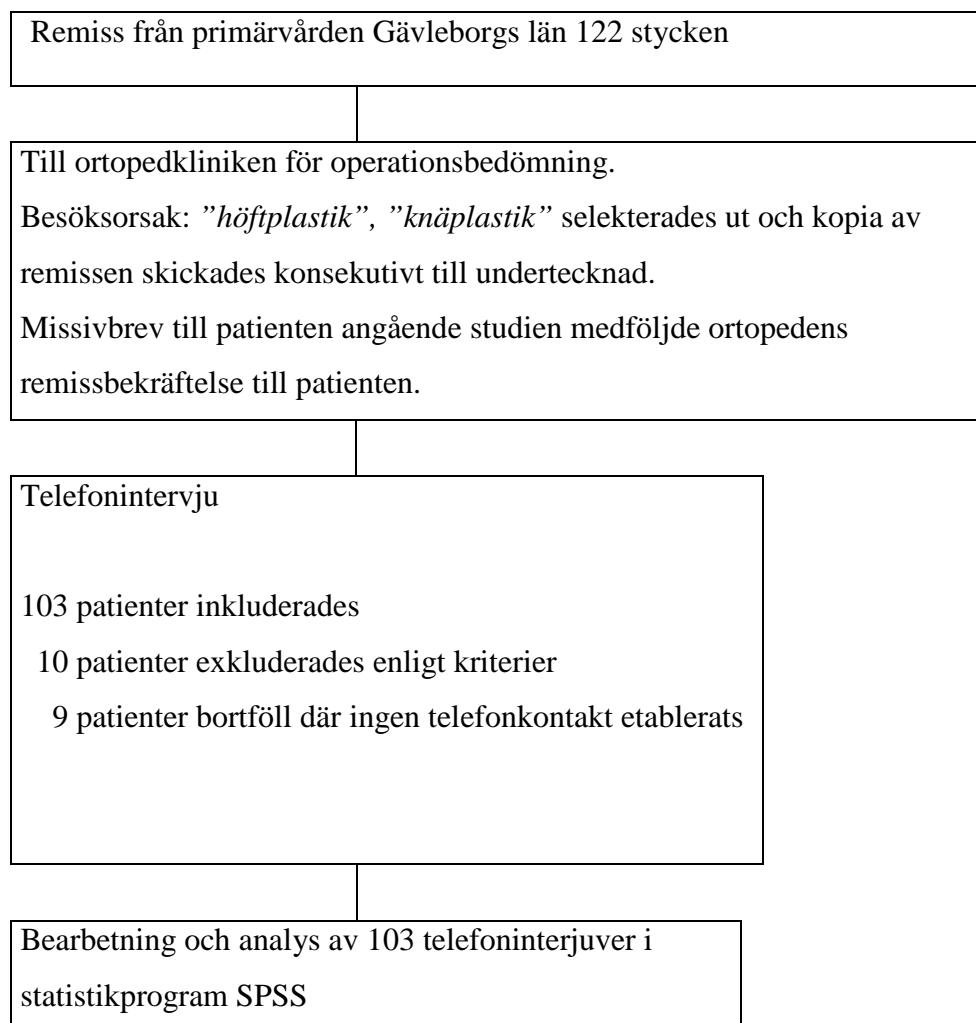 Remiss från primärvården Gävleborgs län 122 stycken
Till ortopedkliniken för operationsbedömning.
Besöksorsak: ”höftplastik”, ”knäplastik” selekterades ut och kopia av
remissen skickades konsekutivt till undertecknad.
Missivbrev till patienten angående studien medföljde ortopedens
remissbekräftelse till patienten.
Telefonintervju
103 patienter inkluderades
10 patienter exkluderades enligt kriterier
9 patienter bortföll där ingen telefonkontakt etablerats
Bearbetning och analys av 103 telefoninterjuver i
statistikprogram SPSS